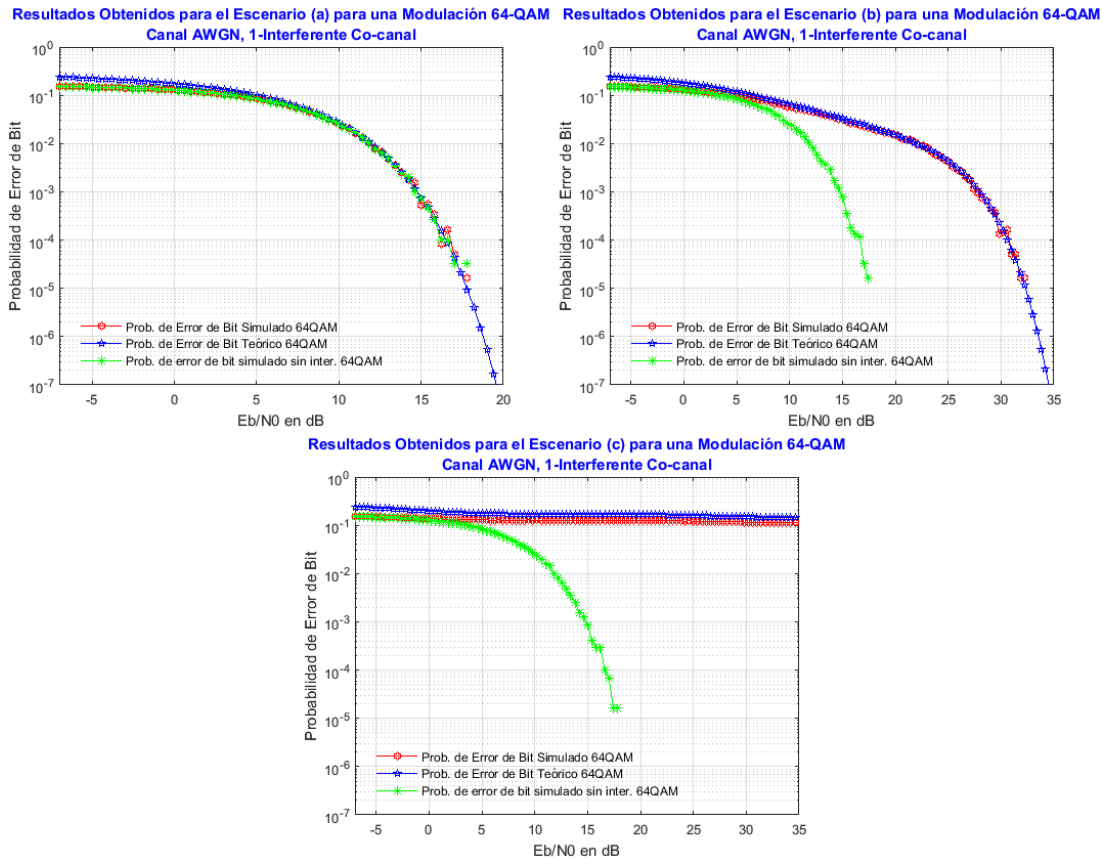 Resultados Obtenidos para el Escenario (a) para una Modulación 64-QAM
Canal AWGN, 1-Interferente Co-canal
10^0
10^-1
10^-2
10^-3
10^-4
10^-5
10^-6
10^-7
Probabilidad de Error de Bit
Prob. de Error de Bit Simulado 64QAM
Prob. de Error de Bit Teórico 64QAM
Prob. de error de bit simulado sin inter. 64QAM
-5 0 5 10 15 20
Eb/N0 en dB
Resultados Obtenidos para el Escenario (b) para una Modulación 64-QAM
Canal AWGN, 1-Interferente Co-canal
10^0
10^-1
10^-2
10^-3
10^-4
10^-5
10^-6
10^-7
Probabilidad de Error de Bit
Prob. de Error de Bit Simulado 64QAM
Prob. de Error de Bit Teórico 64QAM
Prob. de error de bit simulado sin inter. 64QAM
-5 0 5 10 15 20 25 30 35
Eb/N0 en dB
Resultados Obtenidos para el Escenario (c) para una Modulación 64-QAM
Canal AWGN, 1-Interferente Co-canal
10^0
10^-1
10^-2
10^-3
10^-4
10^-5
10^-6
10^-7
Probabilidad de Error de Bit
Prob. de Error de Bit Simulado 64QAM
Prob. de Error de Bit Teórico 64QAM
Prob. de error de bit simulado sin inter. 64QAM
-5 0 5 10 15 20 25 30 35
Eb/N0 en dB